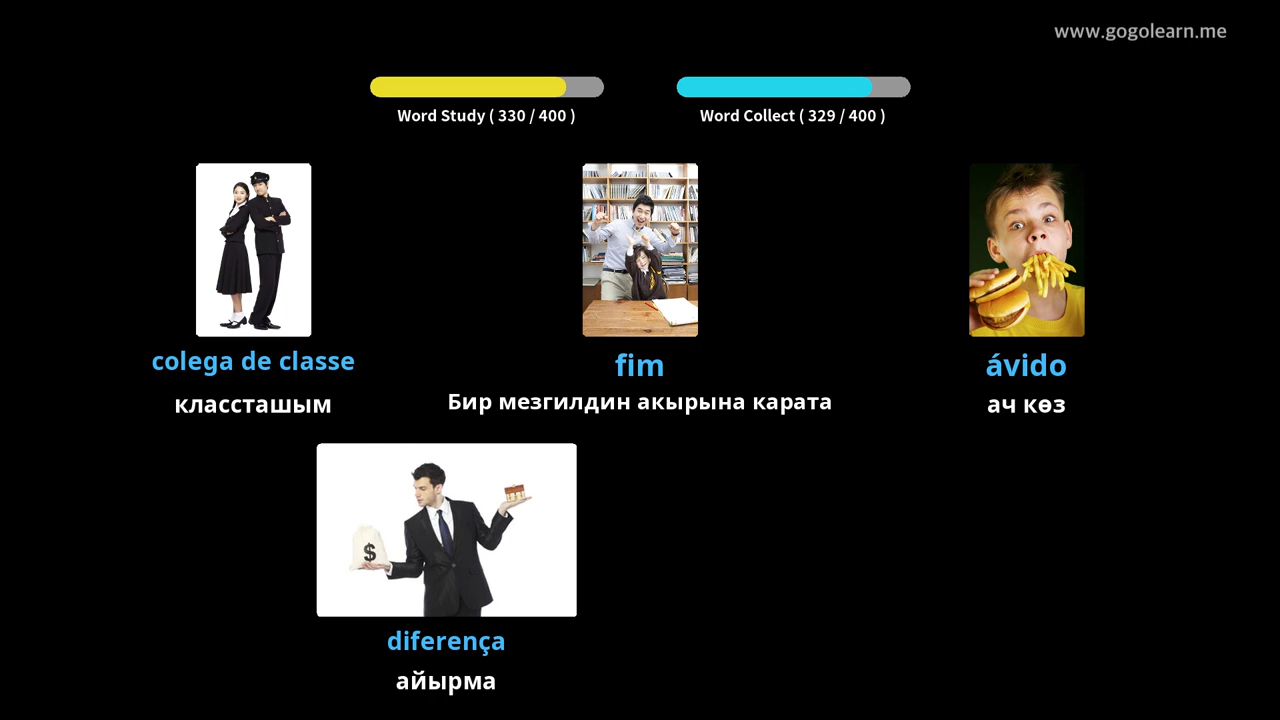 www.gogolearn.me
Word Study ( 330 / 400 )
Word Collect ( 329 / 400 )
colega de classe
классташым
fim
Бир мезгилдин акырына карата
ávido
ач көз
$
diferença
айырма